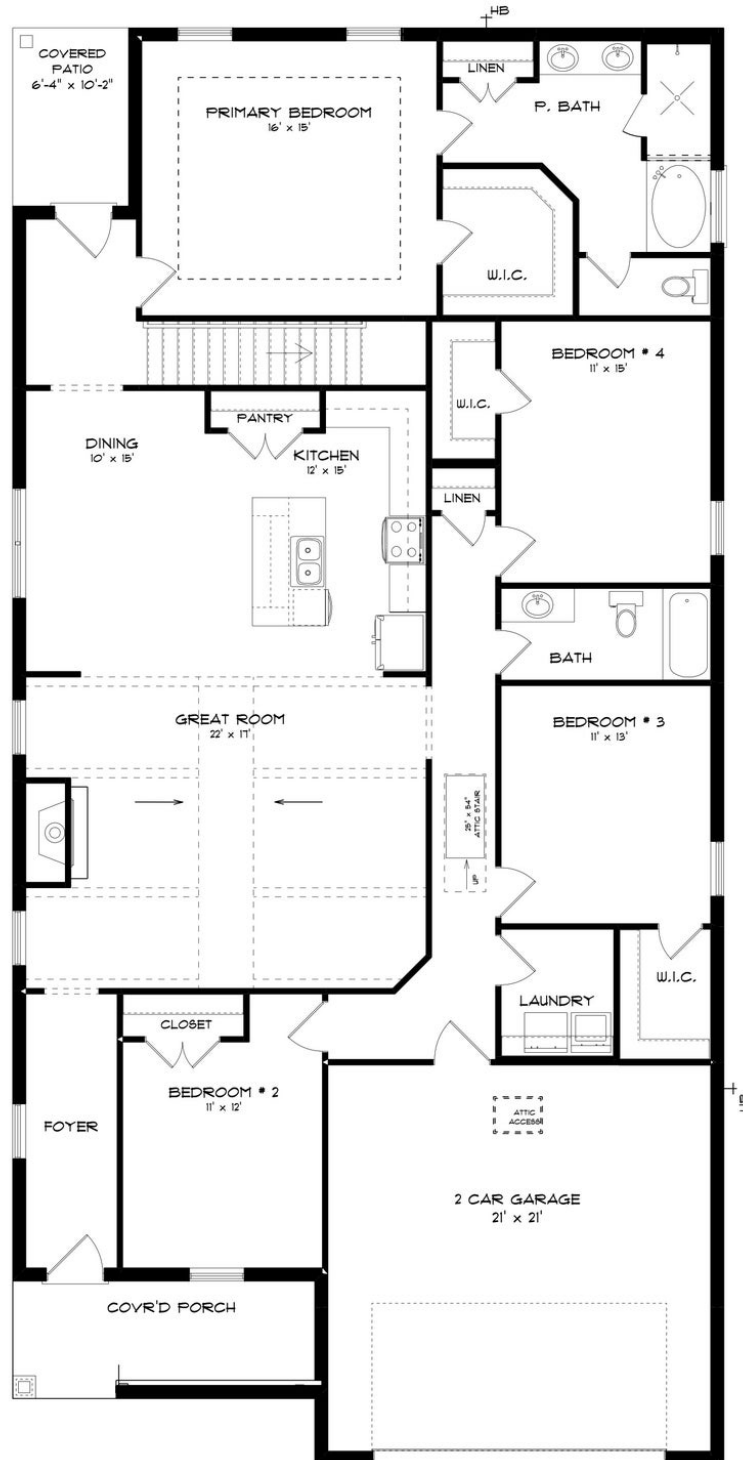 HB
COVERED
PATIO
6'-4" x 10'-2"
PRIMARY BEDROOM
16' x 15'
LINEN
P. BATH
W.I.C.
BEDROOM # 4
11' x 15'
W.I.C.
PANTRY
DINING
10' x 15'
KITCHEN
12' x 15'
LINEN
BATH
GREAT ROOM
22' x 17'
BEDROOM # 3
11' x 13'
25" x 54"
ATTIC STAIR
UP
W.I.C.
LAUNDRY
CLOSET
BEDROOM # 2
11' x 12'
FOYER
HB
ATTIC
ACCESS
2 CAR GARAGE
21' x 21'
COVR'D PORCH